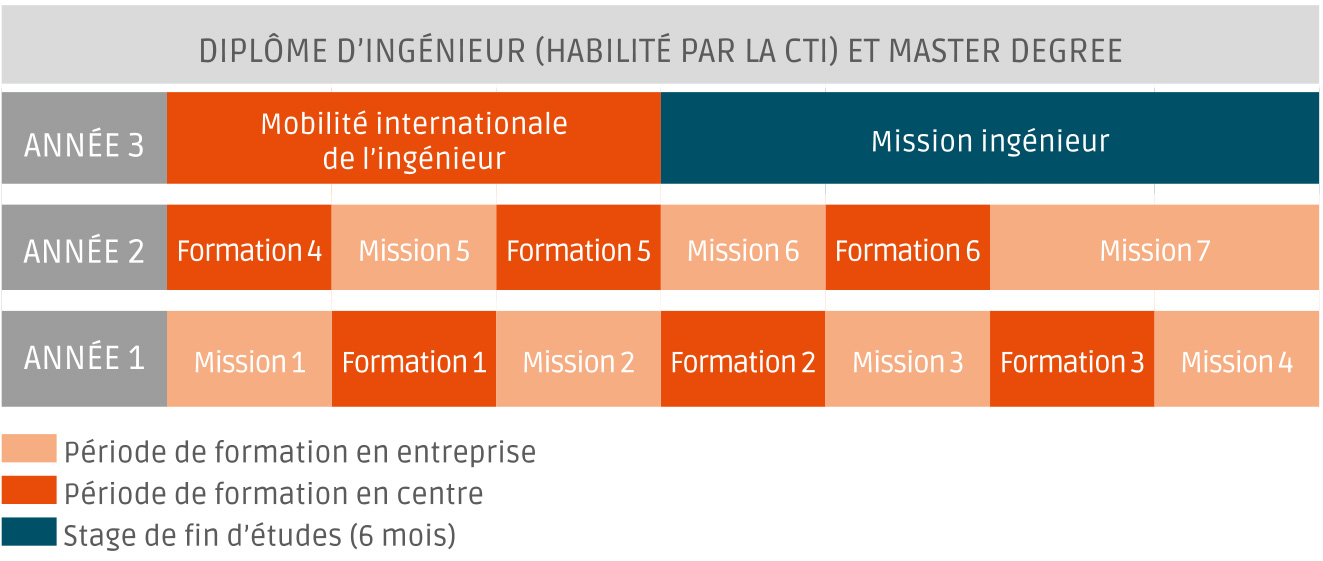 DIPLÔME D'INGÉNIEUR (HABILITÉ PAR LA CTI) ET MASTER DEGREE
ANNÉE 3
Mobilité internationale
de l'ingénieur
Mission ingénieur
ANNÉE 2
Formation 4
Mission 5
Formation 5
Mission 6
Formation 6
Mission 7
ANNÉE 1
Mission 1
Formation 1
Mission 2
Formation 2
Mission 3
Formation 3
Mission 4
Période de formation en entreprise
Période de formation en centre
Stage de fin d'études (6 mois)